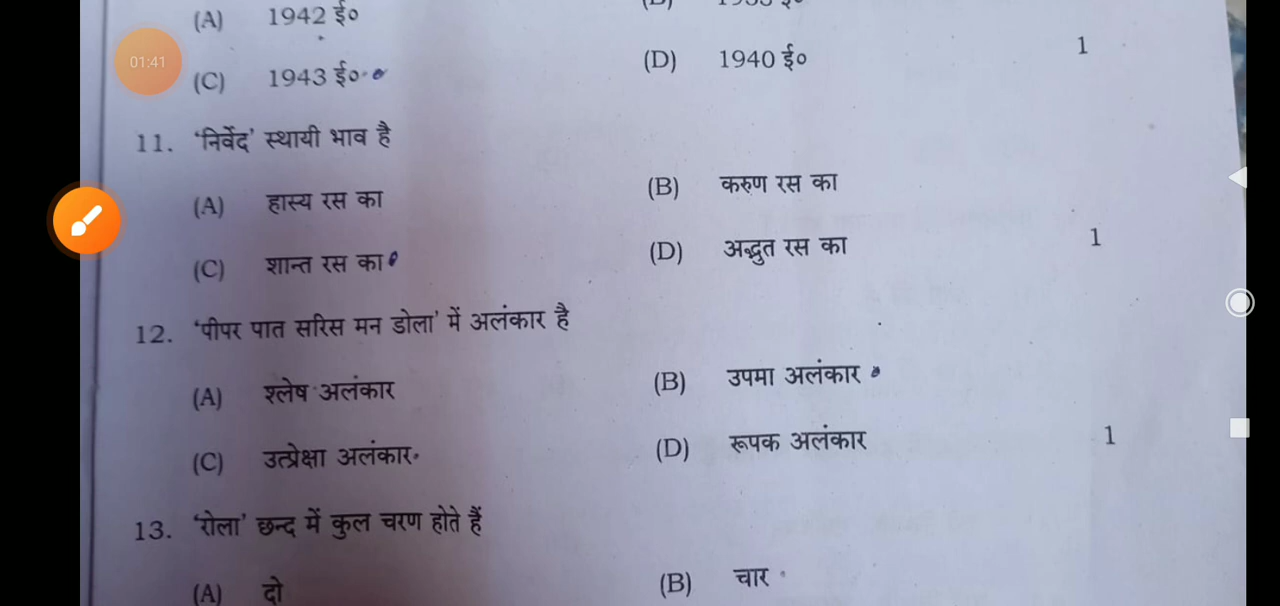 (A) 1942 ई०
01:41
(D) 1940 ई०
1
(C) 1943 ई०
11. 'निर्वेद' स्थायी भाव है
(A) हास्य रस का
(B) करुण रस का
(C) शान्त रस का
(D) अद्भुत रस का
1
12. 'पीपर पात सरिस मन डोला' में अलंकार है
(A) श्लेष अलंकार
(B) उपमा अलंकार
(C) उत्प्रेक्षा अलंकार
(D) रूपक अलंकार
1
13. 'रोला' छन्द में कुल चरण होते हैं
(A) दो
(B) चार